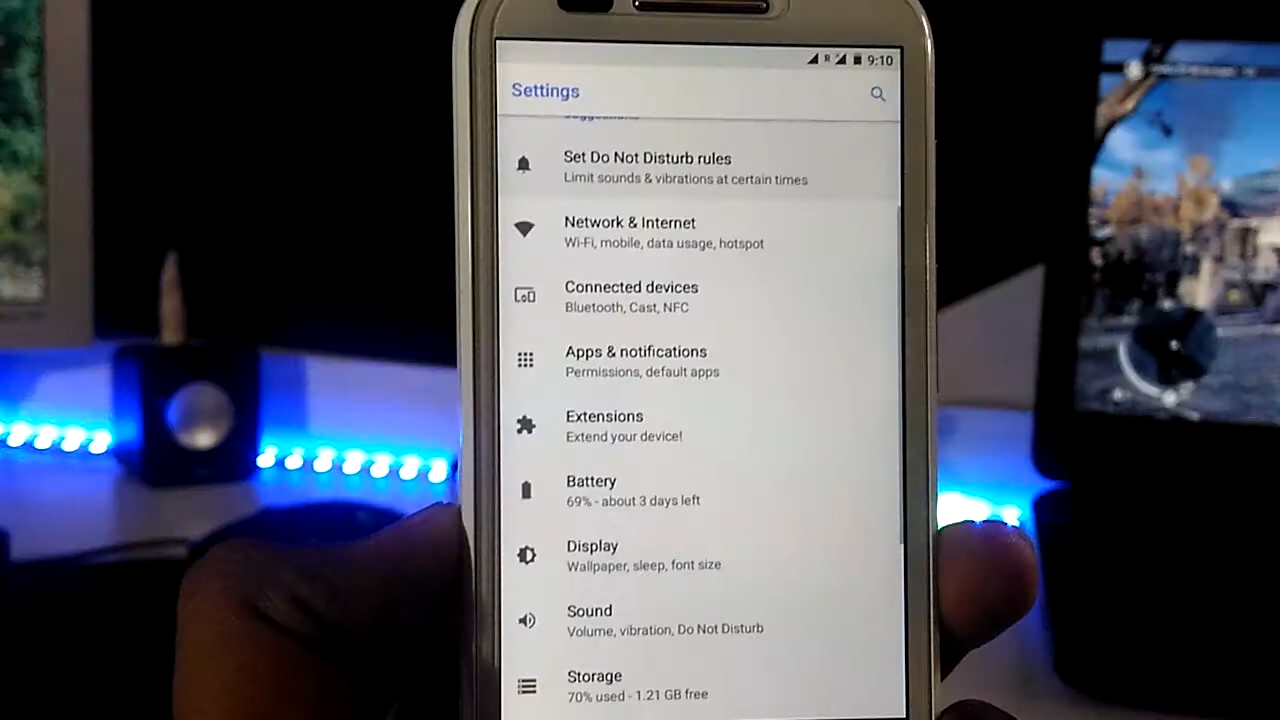 R 9:10
Settings
Suggestions
Set Do Not Disturb rules
Limit sounds & vibrations at certain times
Network & Internet
Wi-Fi, mobile, data usage, hotspot
Connected devices
Bluetooth, Cast, NFC
Apps & notifications
Permissions, default apps
Extensions
Extend your device!
Battery
69% - about 3 days left
Display
Wallpaper, sleep, font size
Sound
Volume, vibration, Do Not Disturb
Storage
70% used - 1.21 GB free